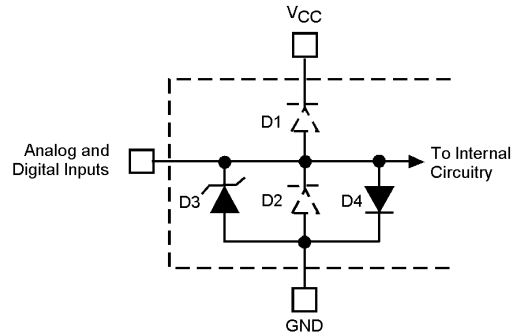 VCC
D1
Analog and
Digital Inputs
To Internal
Circuitry
D3
D2
D4
GND